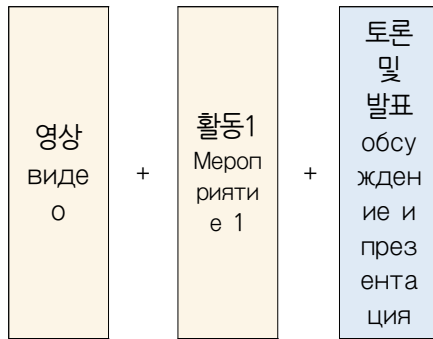 영상
виде
о
+
활동1
Мероп
рияти
е 1
+
토론
및
발표
обсу
жден
ие и
през
ента
ция